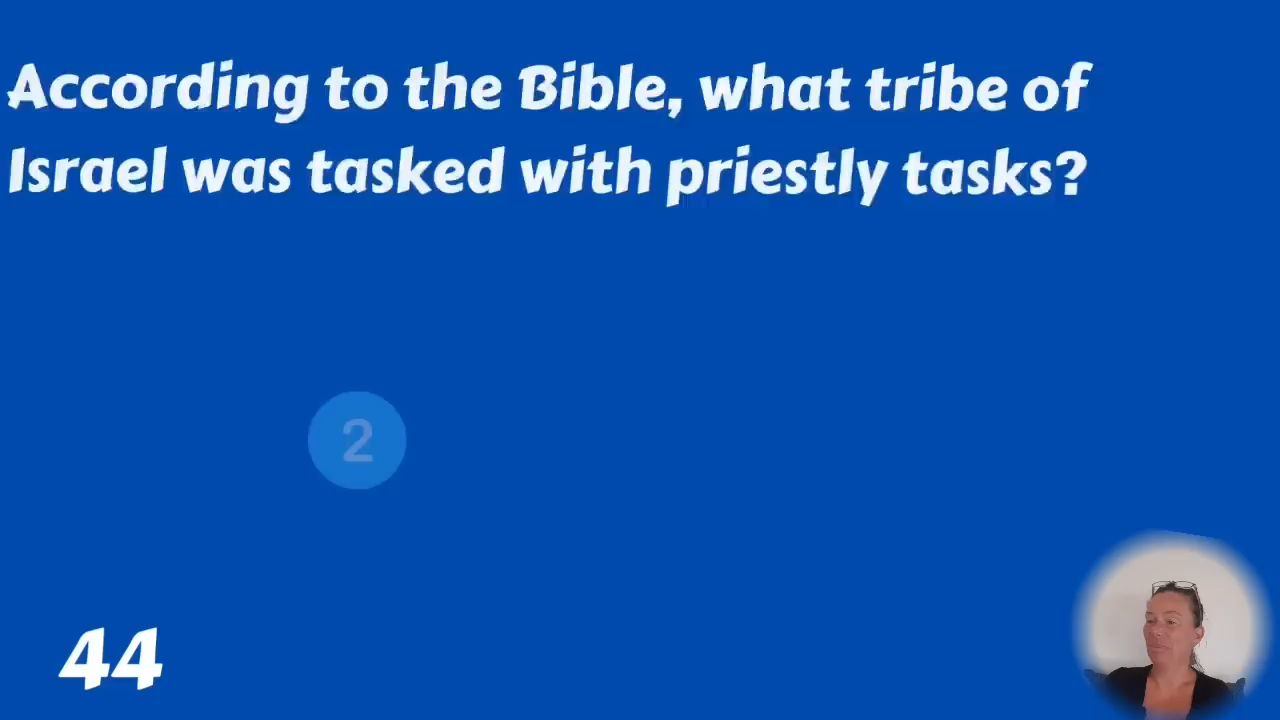 According to the Bible, what tribe of
Israel was tasked with priestly tasks?
2
44